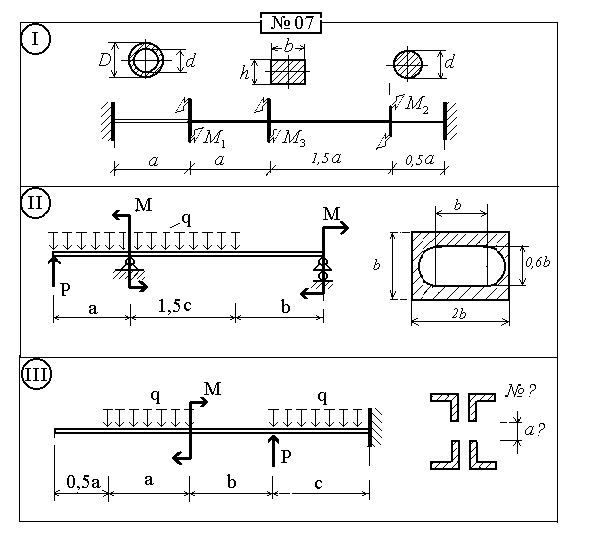 № 07
I
D d b h d
M₁ M₃ M₂
a a 1,5a 0,5a
II
M q M
P
a 1,5c b
b b 0,6b
2b
III
q M q
P
0,5a a b c
№ ?
a ?